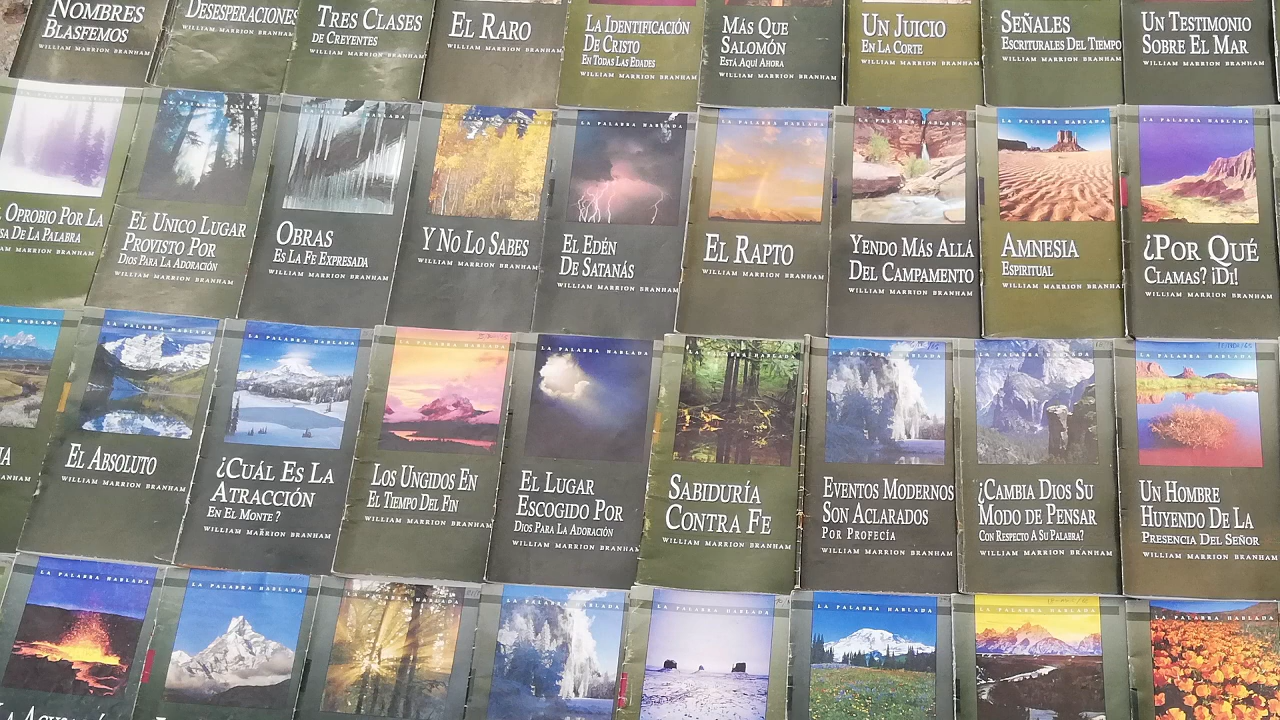 NOMBRES
BLASFEMOS
WILLIAM MARRION BRANHAM
DESESPERACIONES
WILLIAM MARRION BRANHAM
TRES CLASES
DE CREYENTES
WILLIAM MARRION BRANHAM
EL RARO
WILLIAM MARRION BRANHAM
LA IDENTIFICACIÓN
DE CRISTO
EN TODAS LAS EDADES
WILLIAM MARRION BRANHAM
MÁS QUE
SALOMÓN
ESTÁ AQUÍ AHORA
WILLIAM MARRION BRANHAM
UN JUICIO
EN LA CORTE
WILLIAM MARRION BRANHAM
SEÑALES
ESCRITURALES DEL TIEMPO
WILLIAM MARRION BRANHAM
UN TESTIMONIO
SOBRE EL MAR
WILLIAM MARRION BRANHAM
OPROBIO POR LA
DE LA PALABRA
MARRION BRANHAM
LA PALABRA HABLADA
EL UNICO LUGAR
PROVISTO POR
DIOS PARA LA ADORACIÓN
WILLIAM MARRION BRANHAM
OBRAS
ES LA FE EXPRESADA
WILLIAM MARRION BRANHAM
LA PALABRA HABLADA
Y NO LO SABES
WILLIAM MARRION BRANHAM
LA PALABRA HABLADA
EL EDÉN
DE SATANÁS
WILLIAM MARRION BRANHAM
LA PALABRA HABLADA
EL RAPTO
WILLIAM MARRION BRANHAM
LA PALABRA HABLADA
YENDO MÁS ALLÁ
DEL CAMPAMENTO
WILLIAM MARRION BRANHAM
LA PALABRA HABLADA
AMNESIA
ESPIRITUAL
WILLIAM MARRION BRANHAM
LA PALABRA HABLADA
¿POR QUÉ
CLAMAS? ¡DI!
WILLIAM MARRION BRANHAM
LA PALABRA HABLADA
EL ABSOLUTO
WILLIAM MARRION BRANHAM
LA PALABRA HABLADA
¿CUÁL ES LA
ATRACCIÓN
EN EL MONTE?
WILLIAM MARRION BRANHAM
LA PALABRA HABLADA
LOS UNGIDOS EN
EL TIEMPO DEL FIN
WILLIAM MARRION BRANHAM
LA PALABRA HABLADA
EL LUGAR
ESCOGIDO POR
DIOS PARA LA ADORACIÓN
WILLIAM MARRION BRANHAM
LA PALABRA HABLADA
SABIDURÍA
CONTRA FE
WILLIAM MARRION BRANHAM
LA PALABRA HABLADA
EVENTOS MODERNOS
SON ACLARADOS
POR PROFECÍA
WILLIAM MARRION BRANHAM
LA PALABRA HABLADA
¿CAMBIA DIOS SU
MODO DE PENSAR
CON RESPECTO A SU PALABRA?
WILLIAM MARRION BRANHAM
LA PALABRA HABLADA
UN HOMBRE
HUYENDO DE LA
PRESENCIA DEL SEÑOR
WILLIAM MARRION BRANHAM
LA PALABRA HABLADA
LA PALABRA HABLADA
LA PALABRA HABLADA
LA PALABRA HABLADA
LA PALABRA HABLADA
LA PALABRA HABLADA
LA PALABRA HABLADA
LA PALABRA HABLADA